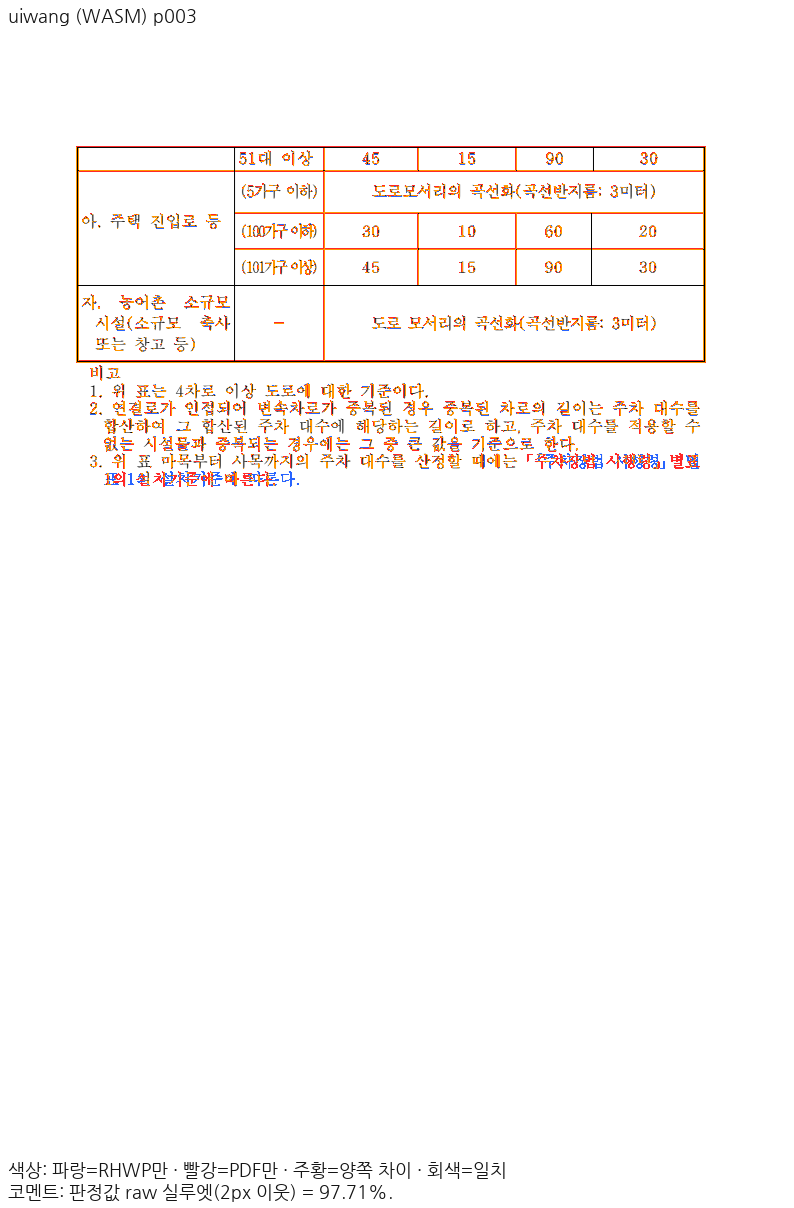 uiwang (WASM) p003
51대 이상 45 15 90 30
(5가구 이하) 도로모서리의 곡선화(곡선반지름: 3미터)
아. 주택 진입로 등
(100가구 이하) 30 10 60 20
(101가구 이상) 45 15 90 30
자. 농어촌 소규모
시설(소규모 축사
또는 창고 등)
－ 도로 모서리의 곡선화(곡선반지름: 3미터)
비고
1. 위 표는 4차로 이상 도로에 대한 기준이다.
2. 연결로가 인접되어 변속차로가 중복된 경우 중복된 차로의 길이는 주차 대수를
합산하여 그 합산된 주차 대수에 해당하는 길이로 하고, 주차 대수를 적용할 수
없는 시설물과 중복되는 경우에는 그 중 큰 값을 기준으로 한다.
3. 위 표 마목부터 사목까지의 주차 대수를 산정할 때에는
색상: 파랑=RHWP만 · 빨강=PDF만 · 주황=양쪽 차이 · 회색=일치
코멘트: 판정값 raw 실루엣(2px 이웃) = 97.71%.